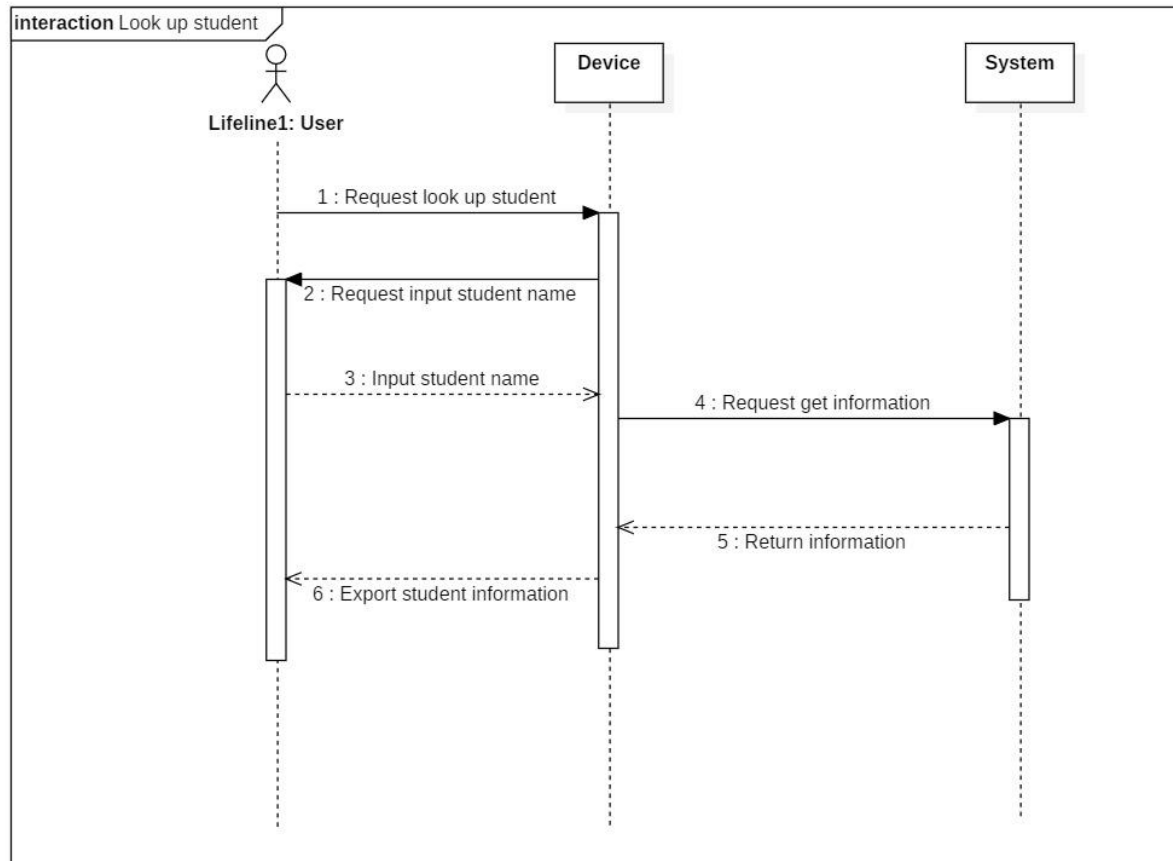 interaction Look up student
Device
System
Lifeline1: User
1 : Request look up student
2 : Request input student name
3 : Input student name
4 : Request get information
5 : Return information
6 : Export student information